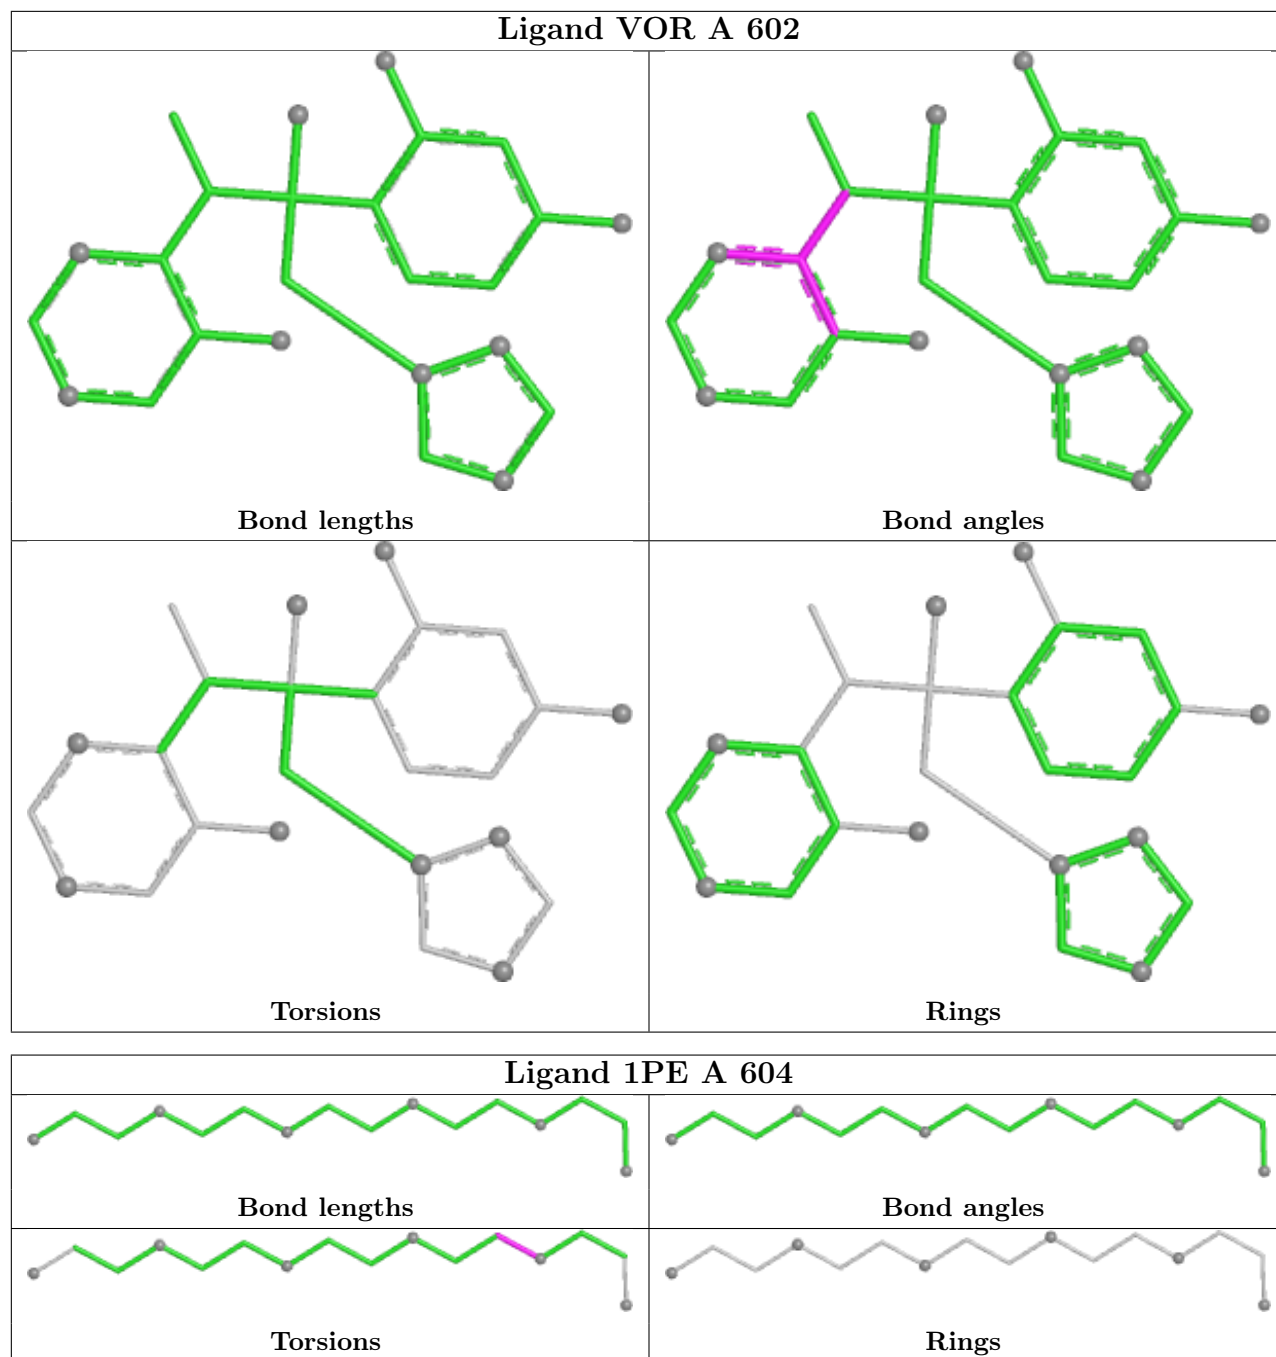 Ligand VOR A 602
Bond lengths
Bond angles
Torsions
Rings
Ligand 1PE A 604
Bond lengths
Bond angles
Torsions
Rings